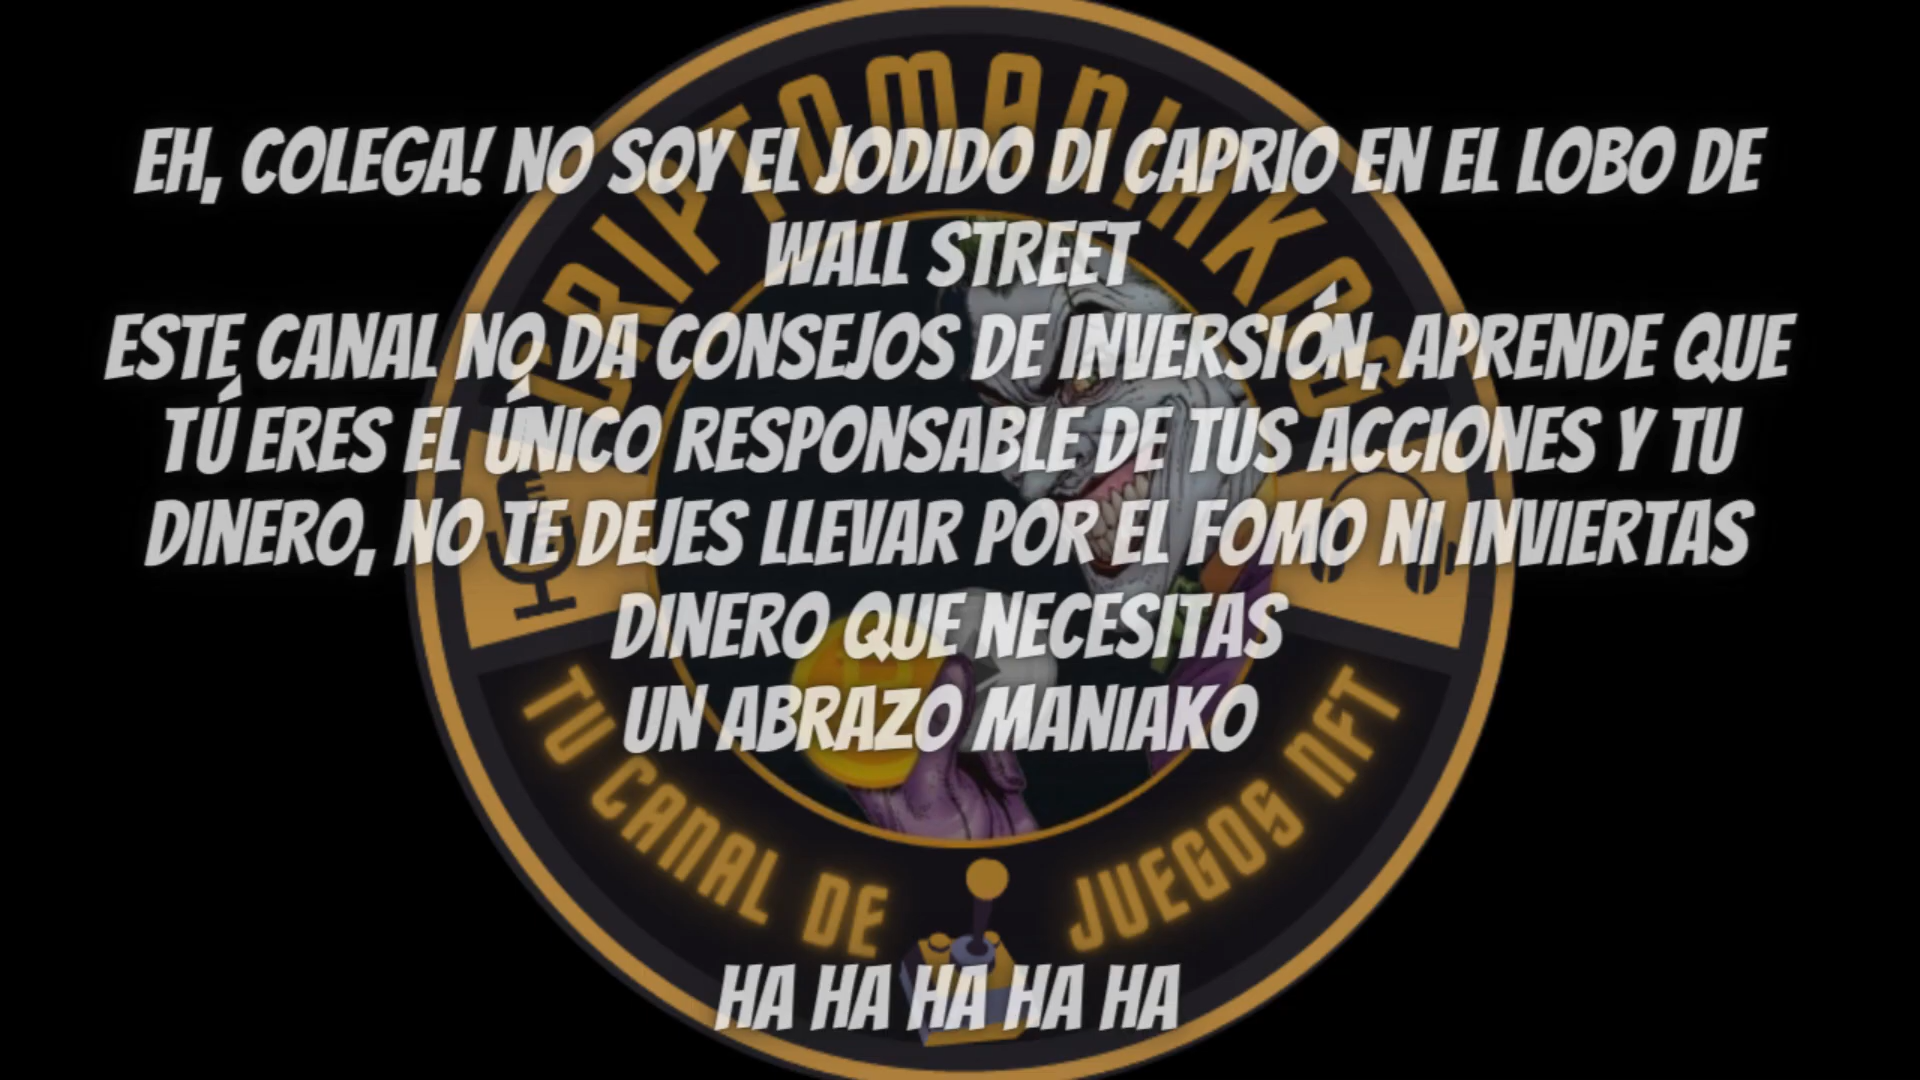 CRIPTOMANIAKOS
EH, COLEGA! NO SOY EL JODIDO DI CAPRIO EN EL LOBO DE
WALL STREET
ESTE CANAL NO DA CONSEJOS DE INVERSIÓN, APRENDE QUE
TÚ ERES EL ÚNICO RESPONSABLE DE TUS ACCIONES Y TU
DINERO, NO TE DEJES LLEVAR POR EL FOMO NI INVIERTAS
DINERO QUE NECESITAS
UN ABRAZO MANIAKO
TU CANAL DE JUEGOS NFT
HA HA HA HA HA